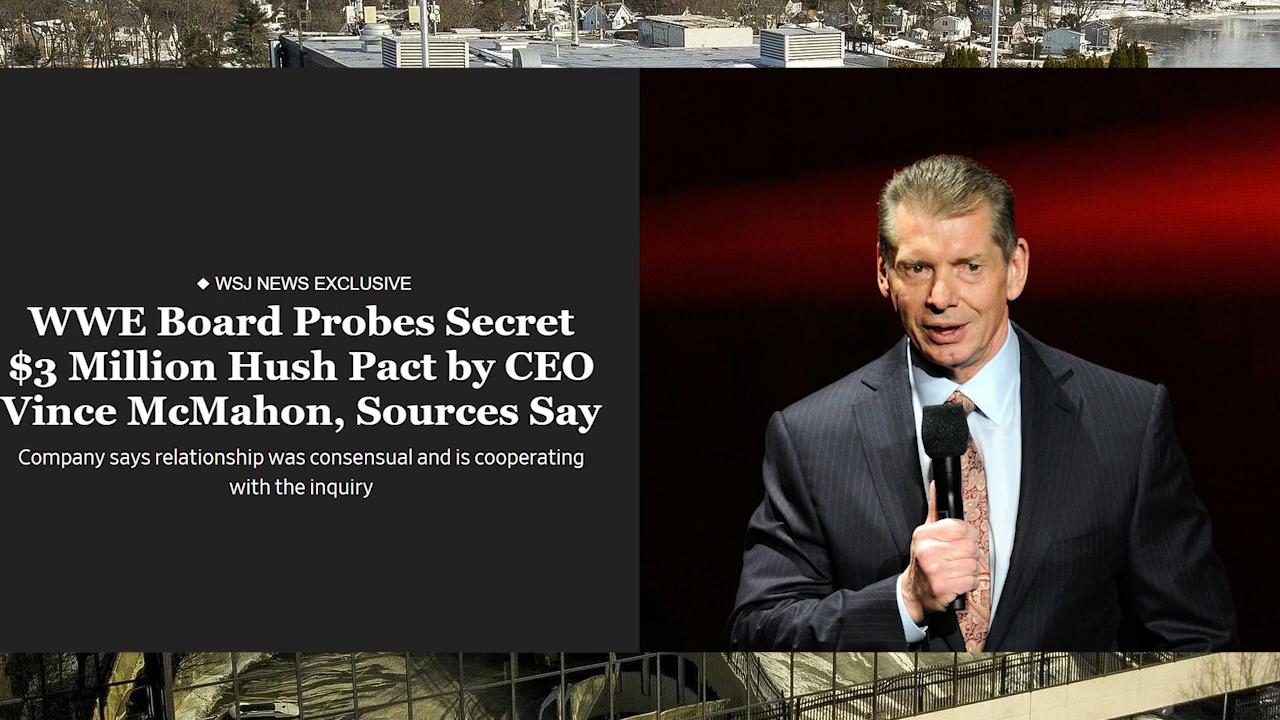 ◆ WSJ NEWS EXCLUSIVE
WWE Board Probes Secret
$3 Million Hush Pact by CEO
Vince McMahon, Sources Say
Company says relationship was consensual and is cooperating
with the inquiry